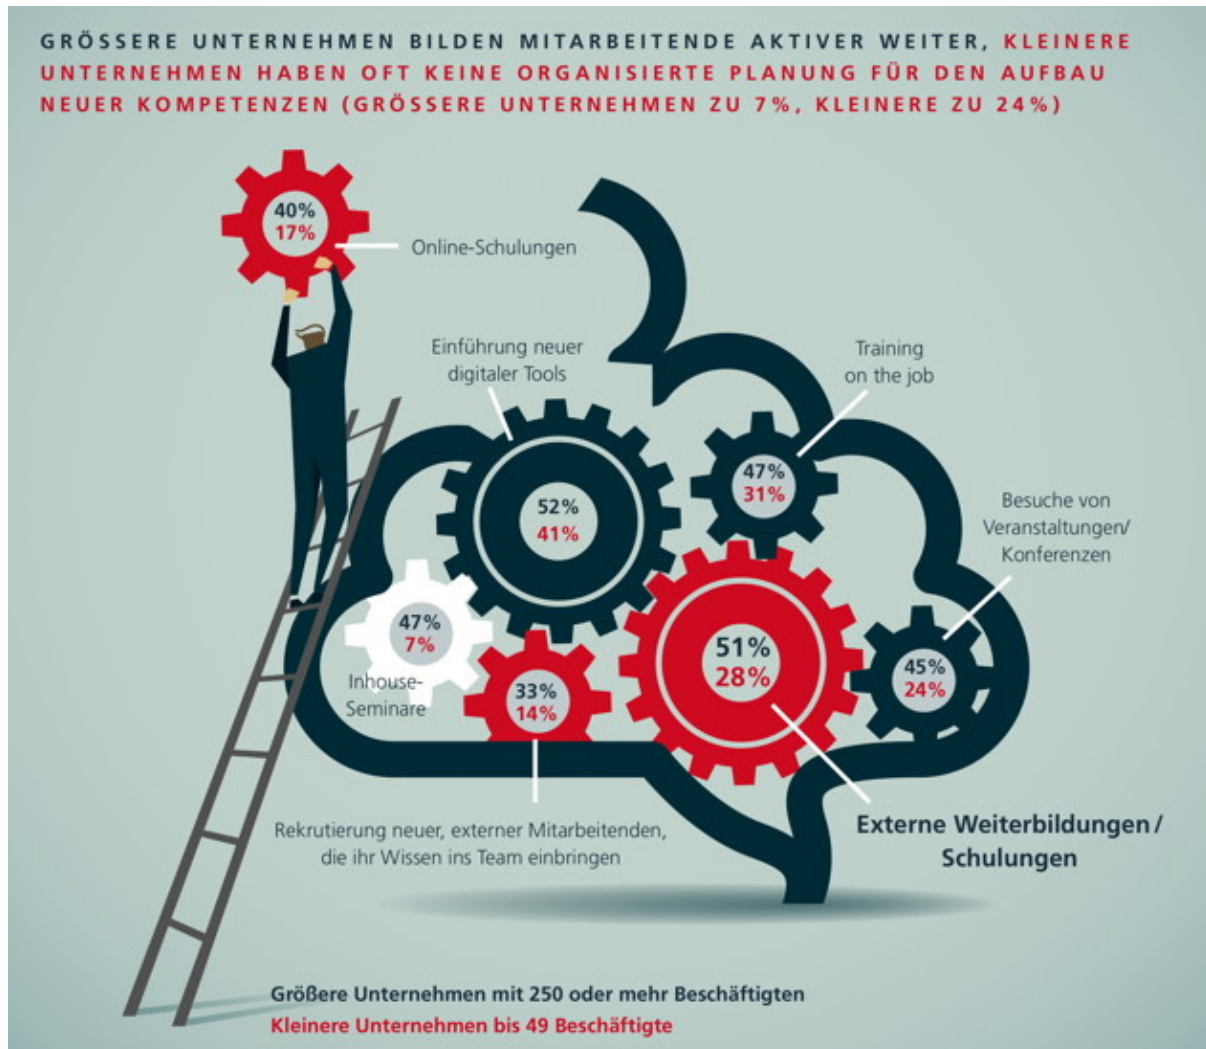 GRÖSSERE UNTERNEHMEN BILDEN MITARBEITENDE AKTIVER WEITER, KLEINERE
UNTERNEHMEN HABEN OFT KEINE ORGANISIERTE PLANUNG FÜR DEN AUFBAU
NEUER KOMPETENZEN (GRÖSSERE UNTERNEHMEN ZU 7%, KLEINERE ZU 24%)
40%
17%
Online-Schulungen
Einführung neuer
digitaler Tools
52%
41%
Training
on the job
47%
31%
Besuche von
Veranstaltungen/
Konferenzen
45%
24%
47%
7%
Inhouse-
Seminare
33%
14%
Rekrutierung neuer, externer Mitarbeitenden,
die ihr Wissen ins Team einbringen
51%
28%
Externe Weiterbildungen/
Schulungen
Größere Unternehmen mit 250 oder mehr Beschäftigten
Kleinere Unternehmen bis 49 Beschäftigte